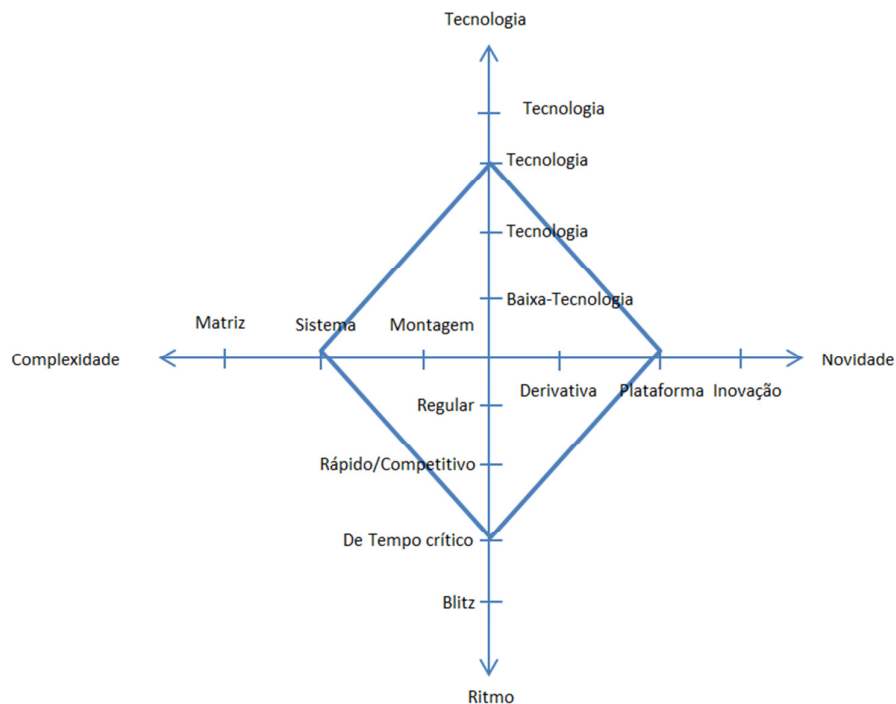 Tecnologia
Tecnologia
Tecnologia
Tecnologia
Baixa-Tecnologia
Matriz
Sistema
Montagem
Complexidade
Novidade
Derivativa
Plataforma
Inovação
Regular
Rápido/Competitivo
De Tempo crítico
Blitz
Ritmo